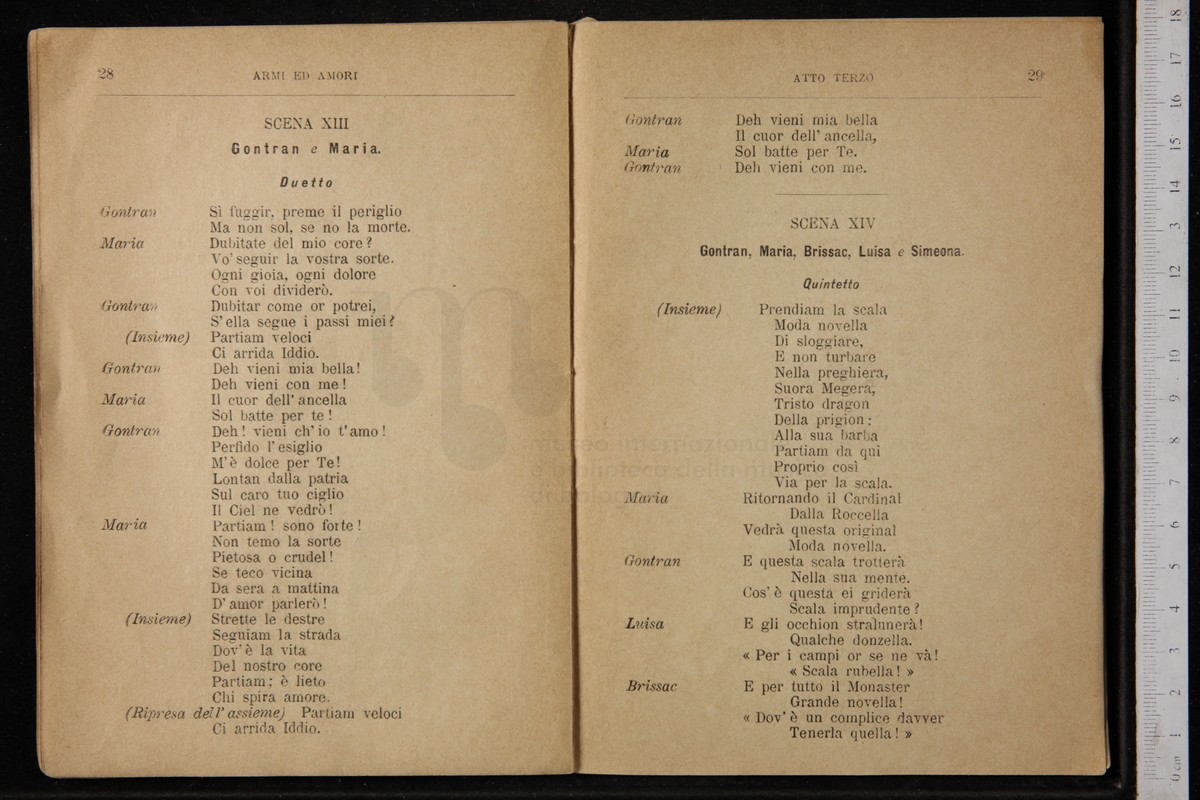 28
ARMI ED AMORI
SCENA XIII
Gontran e Maria.
Duetto
Gontran Sì fuggir, preme il periglio
Ma non sol, se no la morte.
Maria Dubitate del mio core?
Vo' seguir la vostra sorte.
Ogni gioia, ogni dolore
Con voi dividerò.
Gontran Dubitar come or potrei,
S' ella segue i passi miei?
(Insieme) Partiam veloci
Ci arrida Iddio.
Gontran Deh vieni mia bella!
Deh vieni con me!
Maria Il cuor dell' ancella
Sol batte per te!
Gontran Deh! vieni ch' io t' amo!
Perfido l' esiglio
M' è dolce per Te!
Lontan dalla patria
Sul caro tuo ciglio
Il Ciel ne vedrò!
Maria Partiam! sono forte!
Non temo la sorte
Pietosa o crudel!
Se teco vicina
Da sera a mattina
D' amor parlerò!
(Insieme) Strette le destre
Seguiam la strada
Dov' è la vita
Del nostro core
Partiam; è lieto
Chi spira amore.
(Ripresa dell' assieme) Partiam veloci
Ci arrida Iddio.
ATTO TERZO
29
Gontran Deh vieni mia bella
Il cuor dell' ancella,
Maria Sol batte per Te.
Gontran Deh vieni con me.
SCENA XIV
Gontran, Maria, Brissac, Luisa e Simeona.
Quintetto
(Insieme) Prendiam la scala
Moda novella
Di sloggiare,
E non turbare
Nella preghiera,
Suora Megera,
Tristo dragon
Della prigion;
Alla sua barba
Partiam da qui
Proprio così
Via per la scala.
Maria Ritornando il Cardinal
Dalla Roccella
Vedrà questa original
Moda novella.
Gontran E questa scala trotterà
Nella sua mente.
Cos' è questa ei griderà
Scala imprudente?
Luisa E gli occhion stralunerà!
Qualche donzella.
« Per i campi or se ne và!
« Scala rubella! »
Brissac E per tutto il Monaster
Grande novella!
« Dov' è un complice davver
Tenerla quella! »